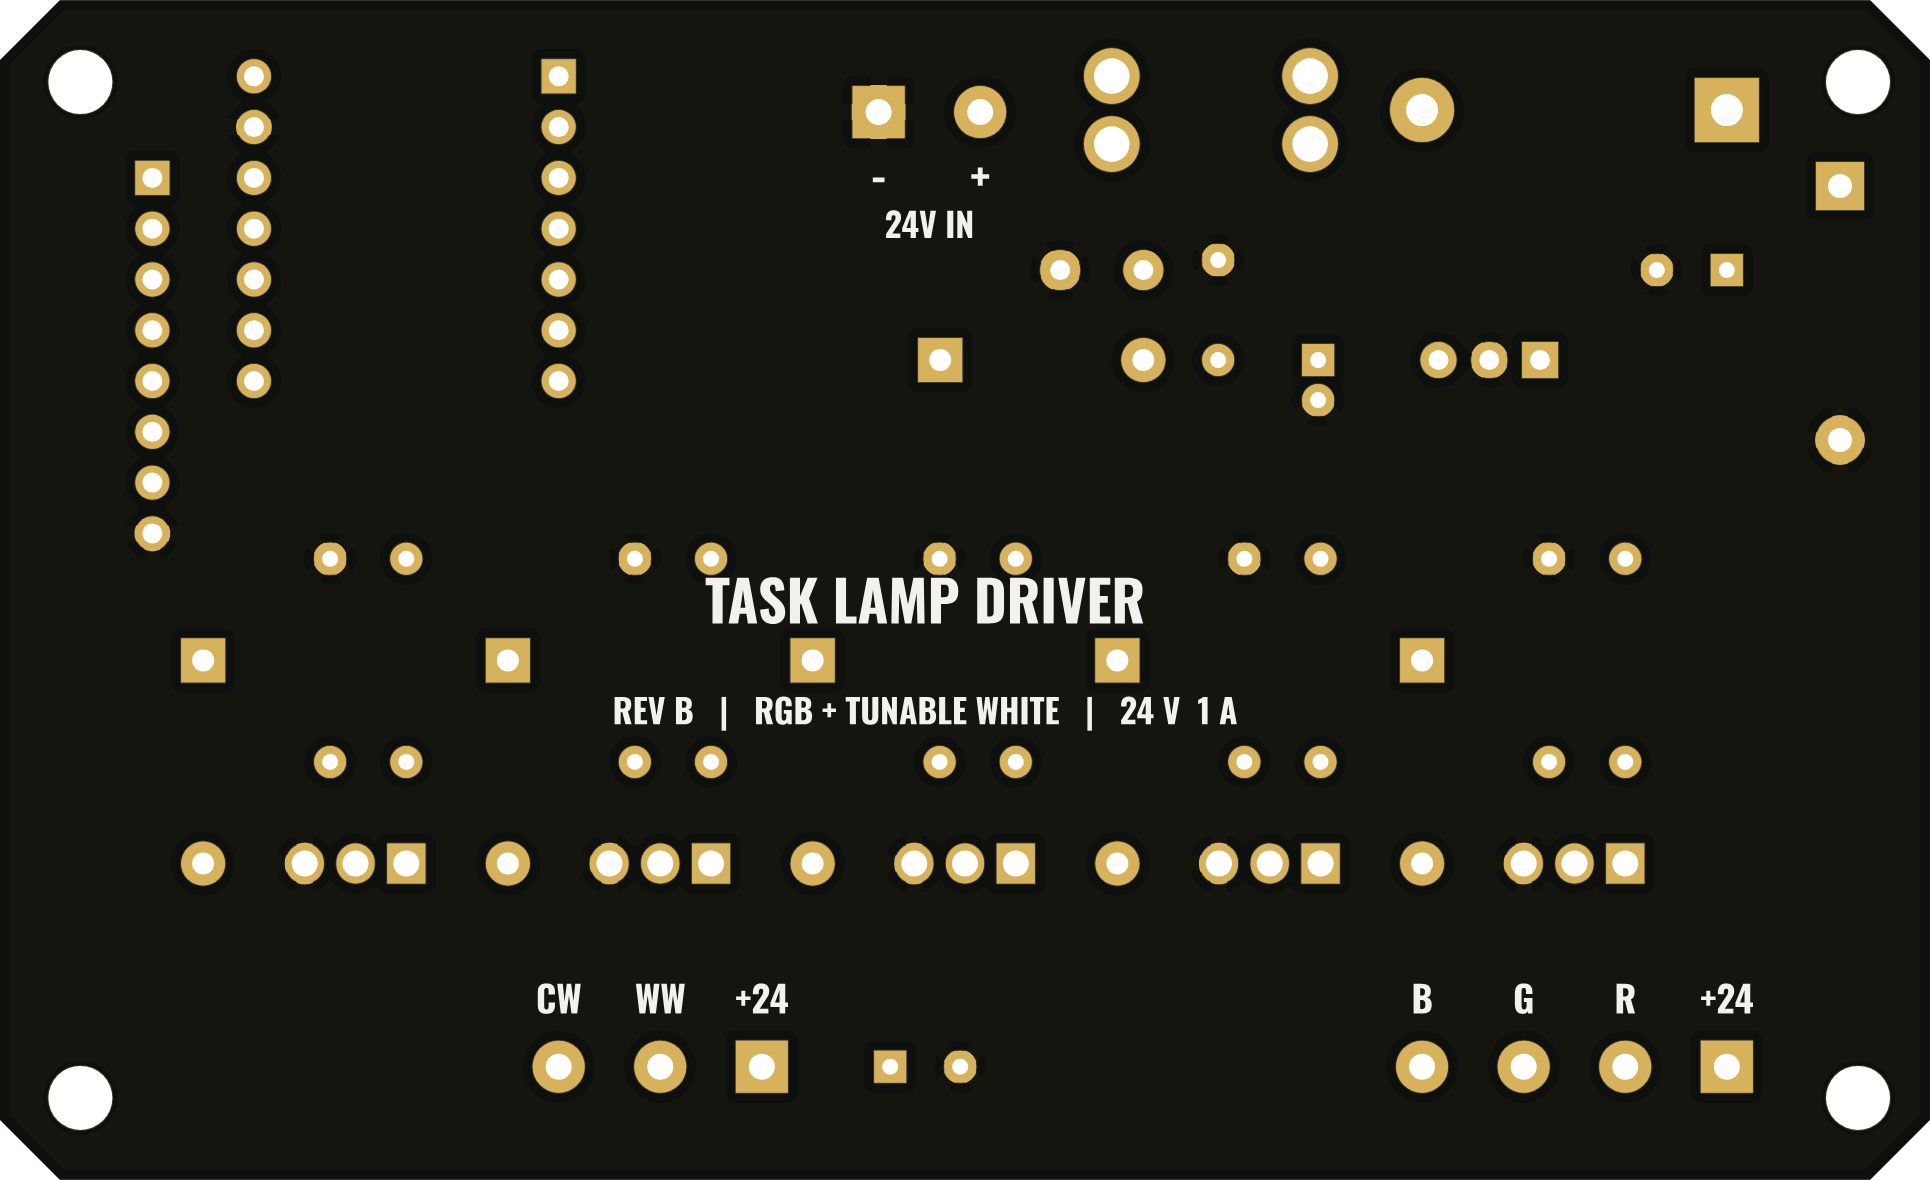 - +
24V IN
TASK LAMP DRIVER
REV B | RGB + TUNABLE WHITE | 24 V 1 A
CW WW +24
B G R +24